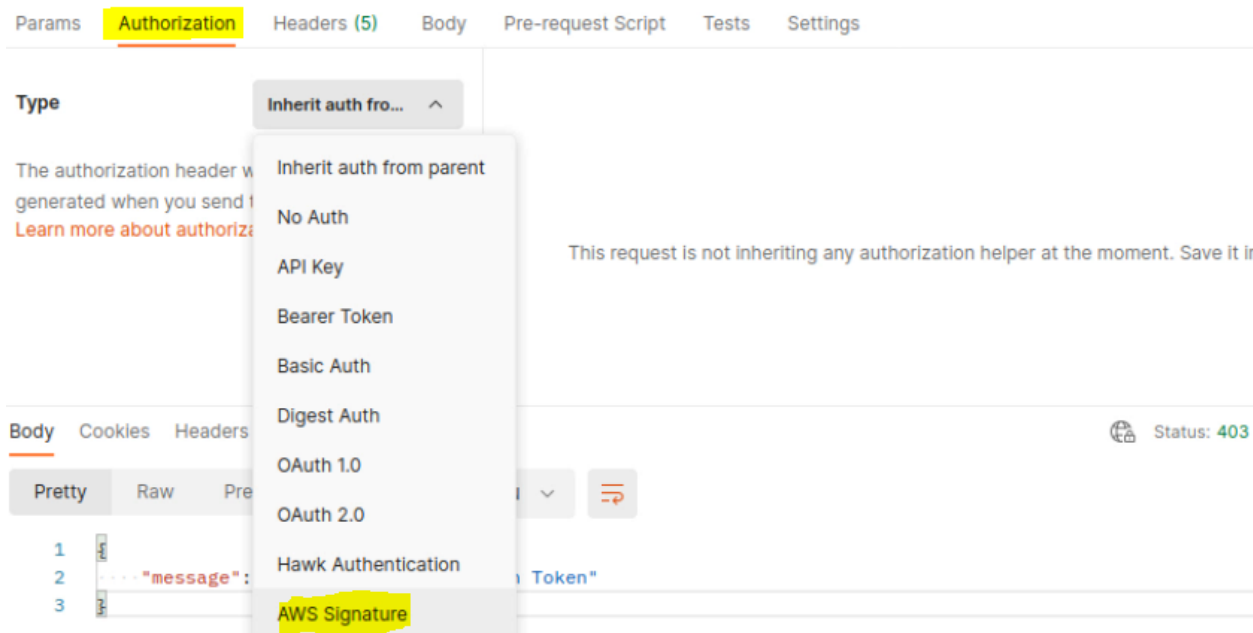 Params Authorization Headers (5) Body Pre-request Script Tests Settings
Type
Inherit auth fro...
The authorization header
generated when you send
Learn more about
Inherit auth from parent
No Auth
API Key
Bearer Token
Basic Auth
Digest Auth
OAuth 1.0
OAuth 2.0
Hawk Authentication
AWS Signature
This request is not inheriting any authorization helper at the moment. Save it
Body Cookies Headers
Status: 403
Pretty Raw Pre
1 {
2 "message": Token"
3 }